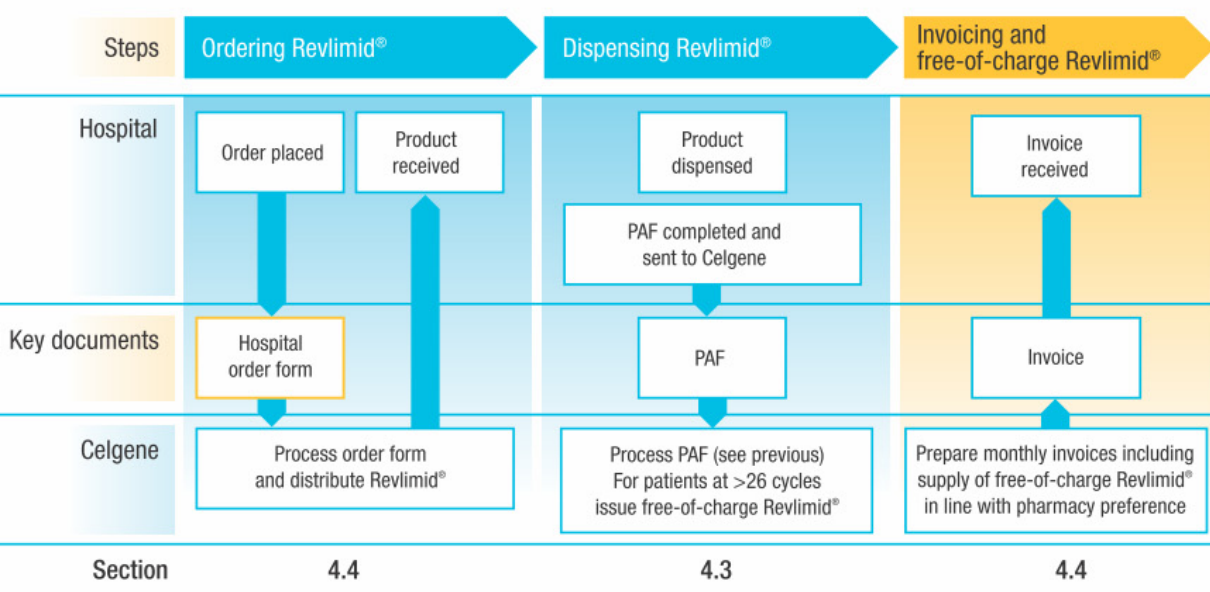 Steps
Ordering Revlimid®
Dispensing Revlimid®
Invoicing and
free-of-charge Revlimid®
Hospital
Order placed
Product
received
Product
dispensed
PAF completed and
sent to Celgene
Invoice
received
Key documents
Hospital
order form
PAF
Invoice
Celgene
Process order form
and distribute Revlimid®
Process PAF (see previous)
For patients at >26 cycles
issue free-of-charge Revlimid®
Prepare monthly invoices including
supply of free-of-charge Revlimid®
in line with pharmacy preference
Section
4.4
4.3
4.4